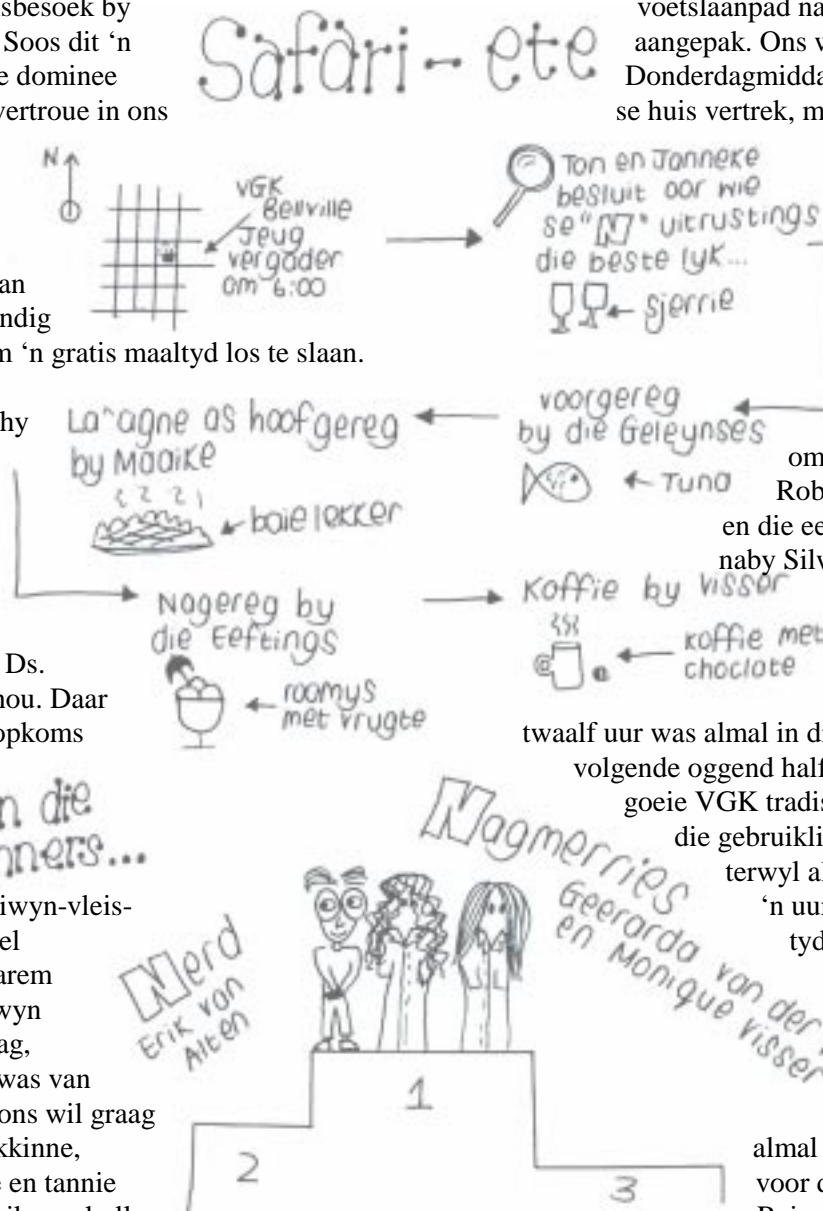 isbesoek by
Soos dit ‘n
e dominee
vertroue in ons
an
ndig
m ‘n gratis maaltyd los te slaan.
hy
Ds.
hou. Daar
opkoms
Safari-ete
N
VGK
Bellville
Jeug
vergader
om 6:00
Ton en Janneke
besluit oor wie
se "N" uitrustings
die beste lyk...
sjerrie
voorgereg
by die Geleynses
Tuna
La^agne as hoofgereg
by Maaike
baie lekker
Nagereg by
die Eeftings
roomys
met vrugte
Koffie by Visser
koffie met
choclate
n die
nners...
Nerd
Erik van
Alten
Nagmerries
Geerarda van der
en Monique Visser
1
2
3
iwyn-vleis-
el
arem
wyn
ag,
was van
ons wil graag
kkinne,
e en tannie
voetslaanpad na
aangepak. Ons w
Donderdagmidda
se huis vertrek, m
om
Rob
en die ee
naby Silv
twaalf uur was almal in di
volgende oggend half
goeie VGK tradis
die gebruikli
terwyl al
‘n uur
tyd
almal
voor d